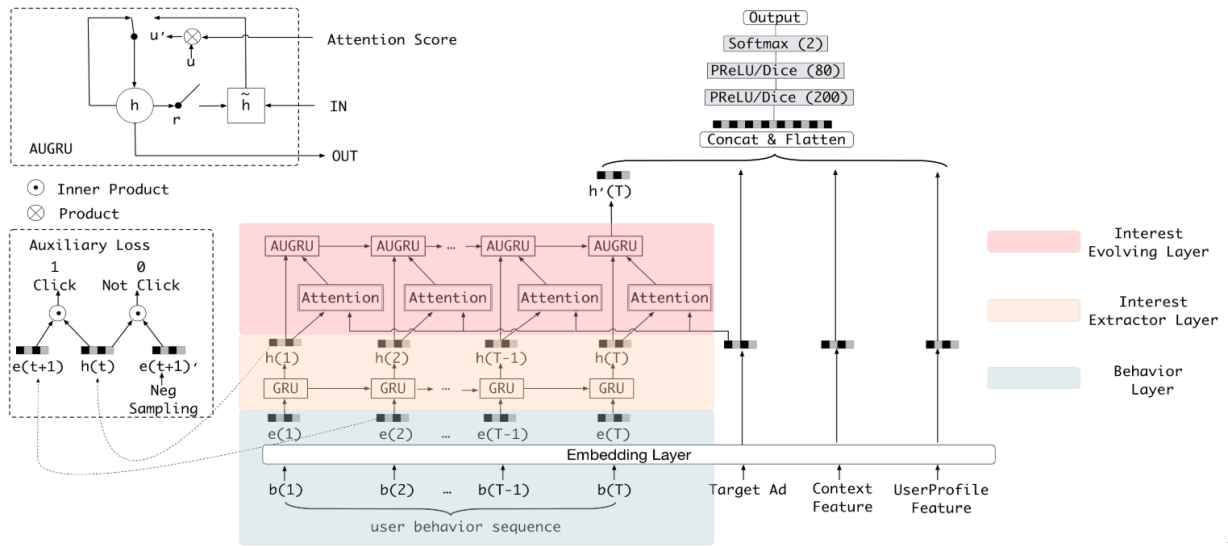 Output
Softmax (2)
PReLU/Dice (80)
PReLU/Dice (200)
Concat & Flatten
u′
u
Attention Score
h
r
h̃
IN
AUGRU
OUT
Inner Product
Product
Auxiliary Loss
1
0
Click
Not Click
e(t+1)
h(t)
e(t+1)′
Neg
Sampling
h′(T)
AUGRU
AUGRU
...
AUGRU
AUGRU
Attention
Attention
Attention
Attention
h(1)
h(2)
h(T-1)
h(T)
GRU
GRU
...
GRU
GRU
e(1)
e(2)
...
e(T-1)
e(T)
Embedding Layer
b(1)
b(2)
...
b(T-1)
b(T)
Target Ad
Context
Feature
UserProfile
Feature
user behavior sequence
Interest
Evolving Layer
Interest
Extractor Layer
Behavior
Layer